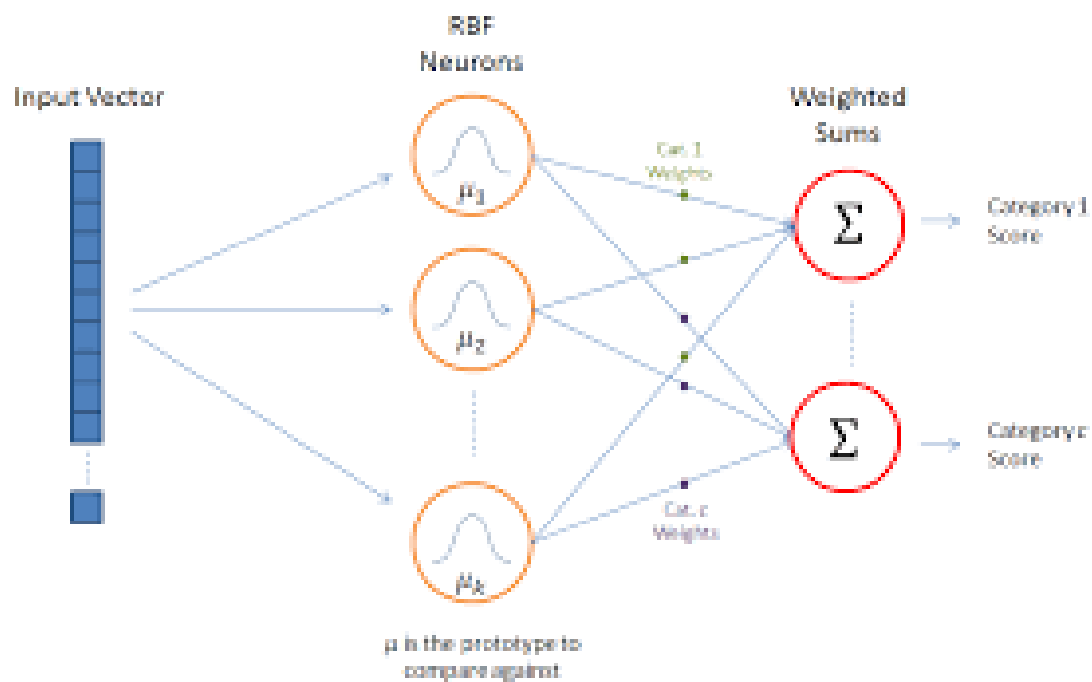 RBF
Neurons
Input Vector
Weighted
Sums
Cat. 1
Weights
μ1
Σ
Category 1
Score
μ2
Σ
Category c
Score
Cat. c
Weights
μk
μ is the prototype to
compare against